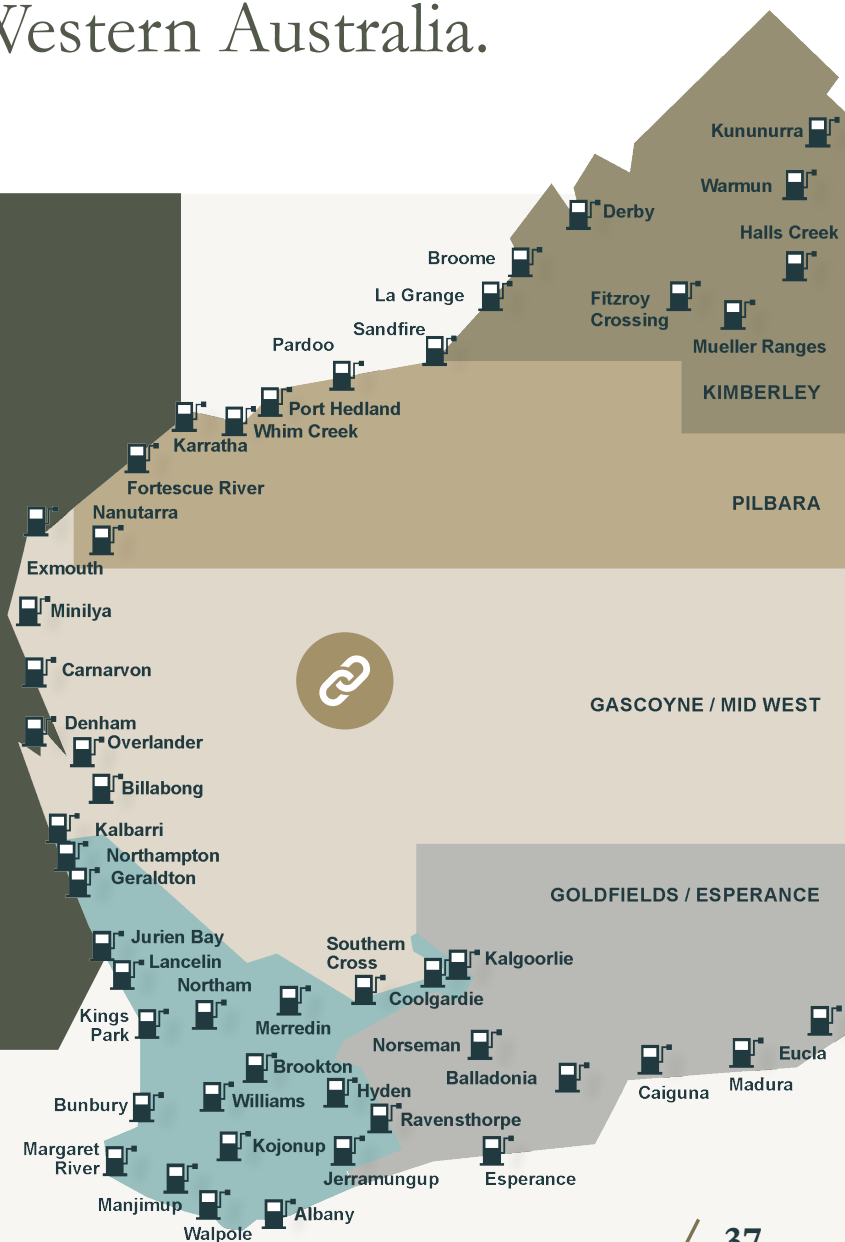 Western Australia.
Kununurra
Warmun
Derby
Halls Creek
Broome
La Grange
Fitzroy
Crossing
Sandfire
Pardoo
Mueller Ranges
KIMBERLEY
Port Hedland
Whim Creek
Karratha
Fortescue River
PILBARA
Nanutarra
Exmouth
Minilya
Carnarvon
GASCOYNE / MID WEST
Denham
Overlander
Billabong
Kalbarri
Northampton
Geraldton
GOLDFIELDS / ESPERANCE
Jurien Bay
Southern
Cross
Kalgoorlie
Lancelin
Northam
Coolgardie
Kings
Park
Merredin
Norseman
Eucla
Brookton
Balladonia
Caiguna
Madura
Hyden
Williams
Bunbury
Ravensthorpe
Kojonup
Margaret
River
Jerramungup
Esperance
Manjimup
Albany
Walpole
/ 37